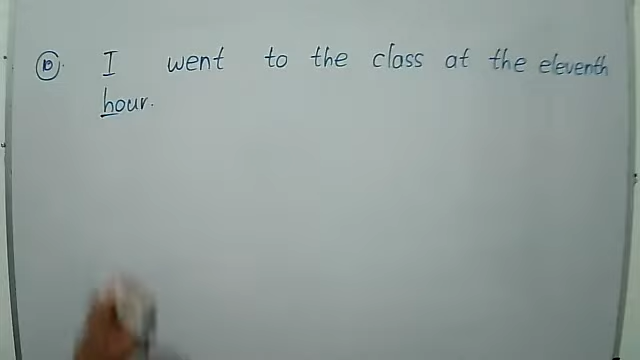 10. I went to the class at the eleventh
hour.